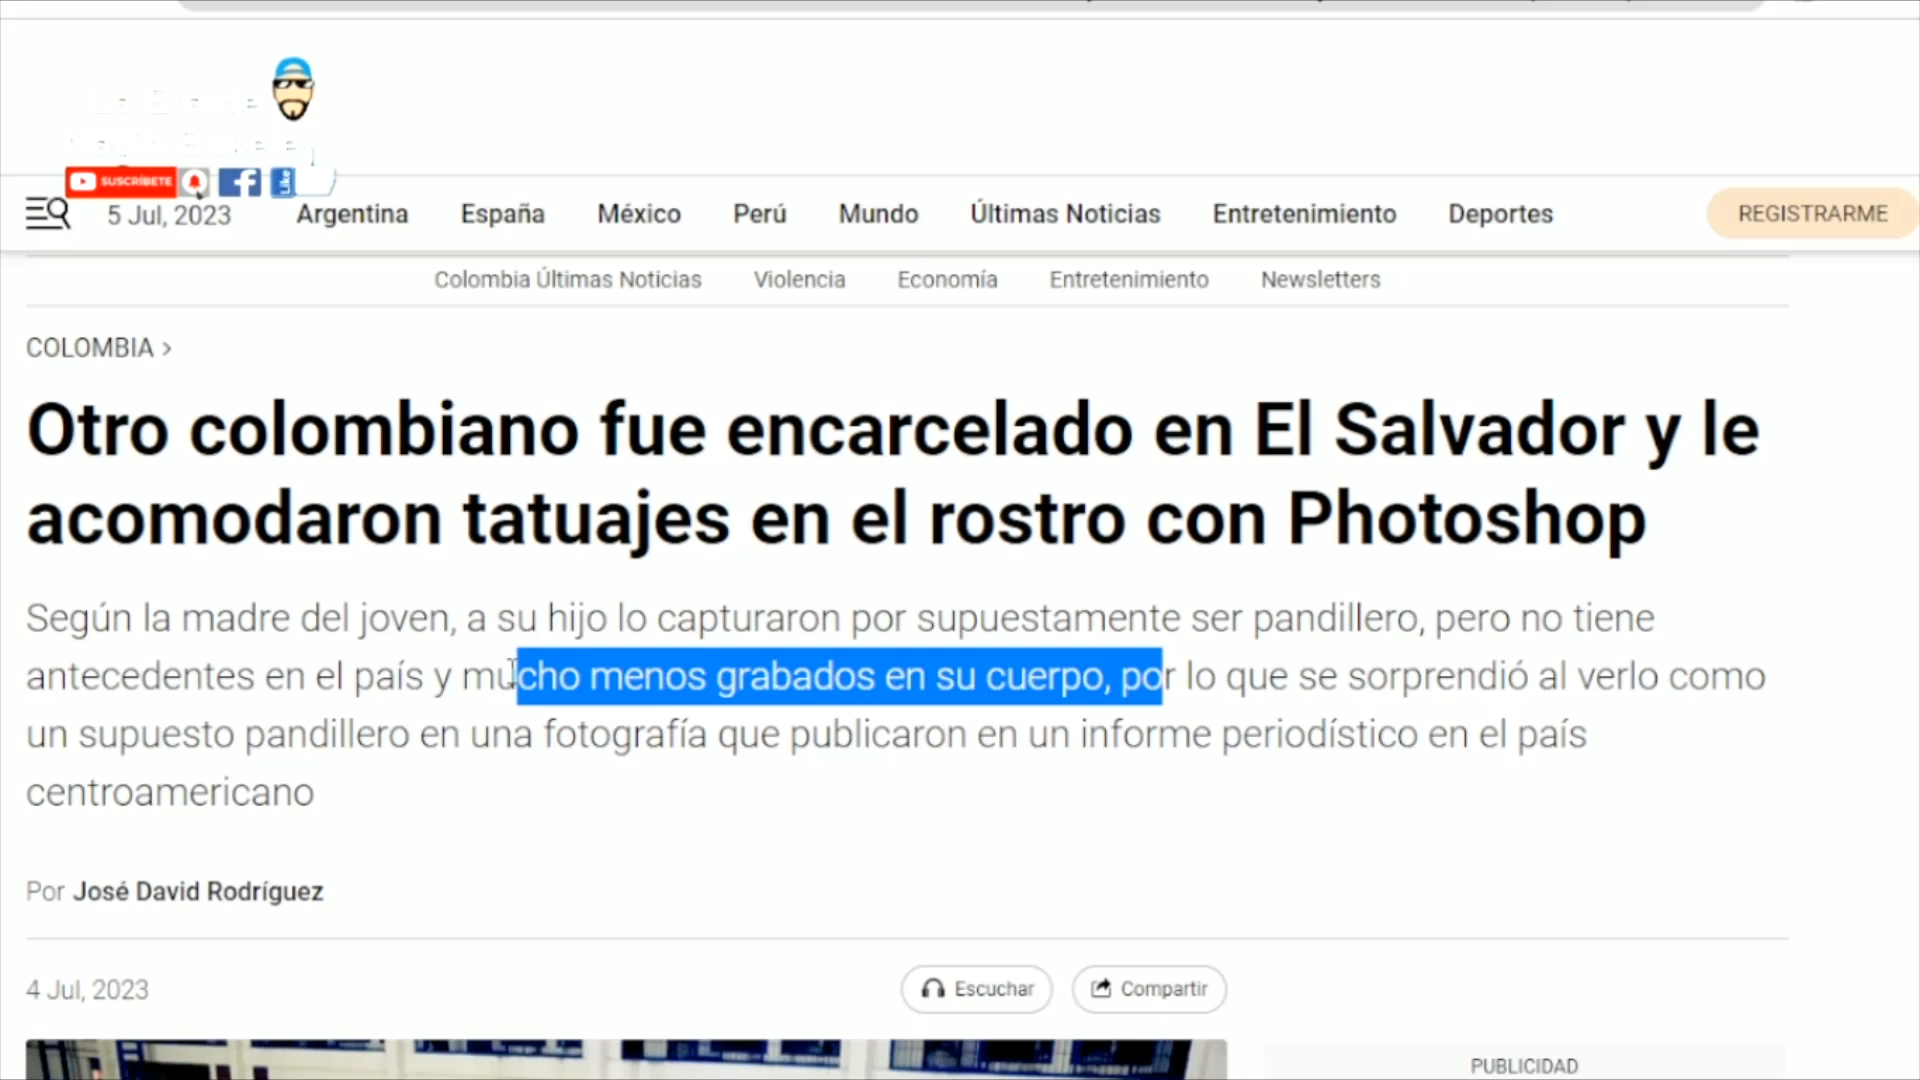 SUSCRÍBETE
Like
5 Jul, 2023
Argentina
España
México
Perú
Mundo
Últimas Noticias
Entretenimiento
Deportes
REGISTRARME
Colombia Últimas Noticias
Violencia
Economía
Entretenimiento
Newsletters
COLOMBIA >
Otro colombiano fue encarcelado en El Salvador y le
acomodaron tatuajes en el rostro con Photoshop
Según la madre del joven, a su hijo lo capturaron por supuestamente ser pandillero, pero no tiene
antecedentes en el país y mucho menos grabados en su cuerpo, por lo que se sorprendió al verlo como
un supuesto pandillero en una fotografía que publicaron en un informe periodístico en el país
centroamericano
Por José David Rodríguez
4 Jul, 2023
Escuchar
Compartir
PUBLICIDAD